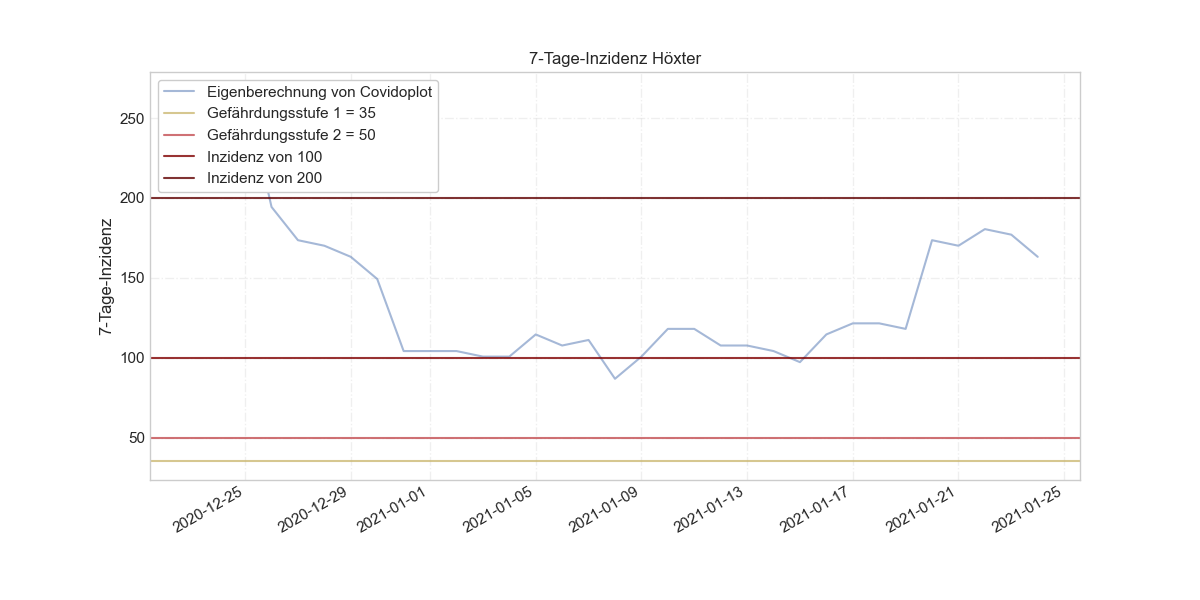 7-Tage-Inzidenz Höxter
Eigenberechnung von Covidoplot
Gefährdungsstufe 1 = 35
Gefährdungsstufe 2 = 50
Inzidenz von 100
Inzidenz von 200
7-Tage-Inzidenz
250
200
150
100
50
2020-12-25
2020-12-29
2021-01-01
2021-01-05
2021-01-09
2021-01-13
2021-01-17
2021-01-21
2021-01-25